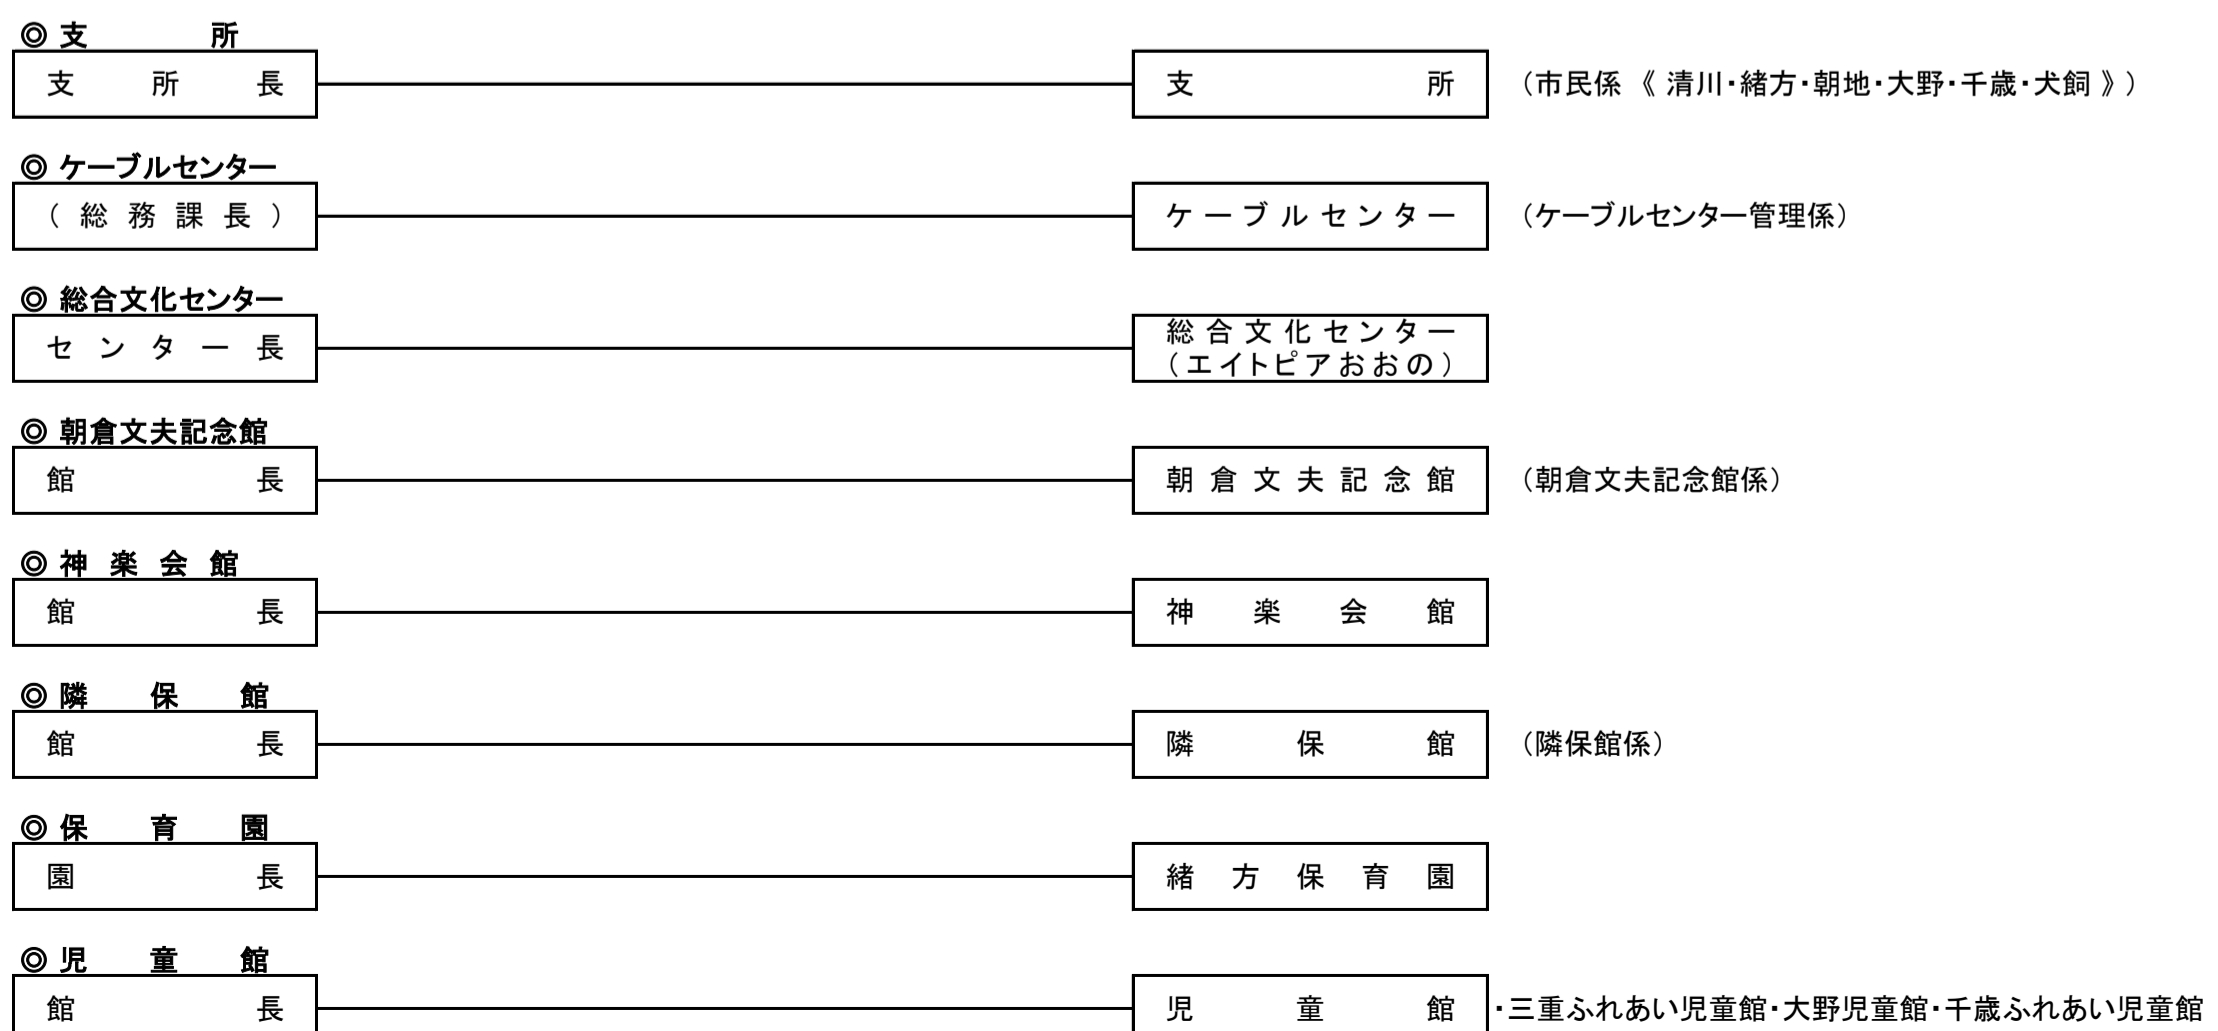 ◎ 支所
支所長 支所 （市民係 《 清川・緒方・朝地・大野・千歳・犬飼 》）
◎ ケーブルセンター
（総務課長） ケーブルセンター （ケーブルセンター管理係）
◎ 総合文化センター
センター長 総合文化センター
（エイトピアおおの）
◎ 朝倉文夫記念館
館長 朝倉文夫記念館 （朝倉文夫記念館係）
◎ 神楽会館
館長 神楽会館
◎ 隣保館
館長 隣保館 （隣保館係）
◎ 保育園
園長 緒方保育園
◎ 児童館
館長 児童館 ・三重ふれあい児童館・大野児童館・千歳ふれあい児童館